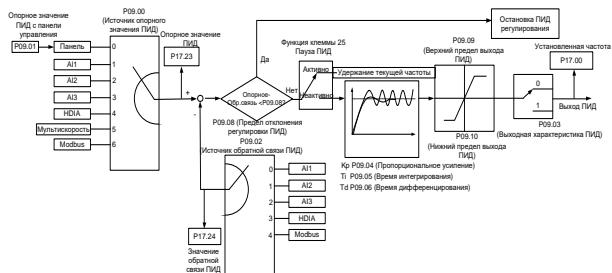 Опорное значение
ПИД с панели
управления
P09.01
P09.00
(Источник опорного
значения ПИД)
Панель
0
AI1
1
AI2
2
AI3
3
HDIA
4
Мультискорость
5
Modbus
6
Опорное значение
ПИД
P17.23
+
-
Да
Опорное-
Обр.связь <P09.08?
Нет
P09.08 (Предел отклонения
регулировки ПИД)
Функция клеммы 25
Пауза ПИД
Активно
Неактивно
Удержание текущей частоты
Остановка ПИД
регулирования
P09.09
(Верхний предел выхода
ПИД)
P09.10
(Нижний предел выхода
ПИД)
Установленная частота
P17.00
0
1
Выход ПИД
P09.03
(Выходная характеристика ПИД)
Kp P09.04 (Пропорциональное усиление)
Ti P09.05 (Время интегрирования)
Td P09.06 (Время дифференцирования)
P09.02
(Источник обратной связи ПИД)
0
AI1
1
AI2
2
AI3
3
HDIA
4
Modbus
P17.24
Значение
обратной
связи ПИД